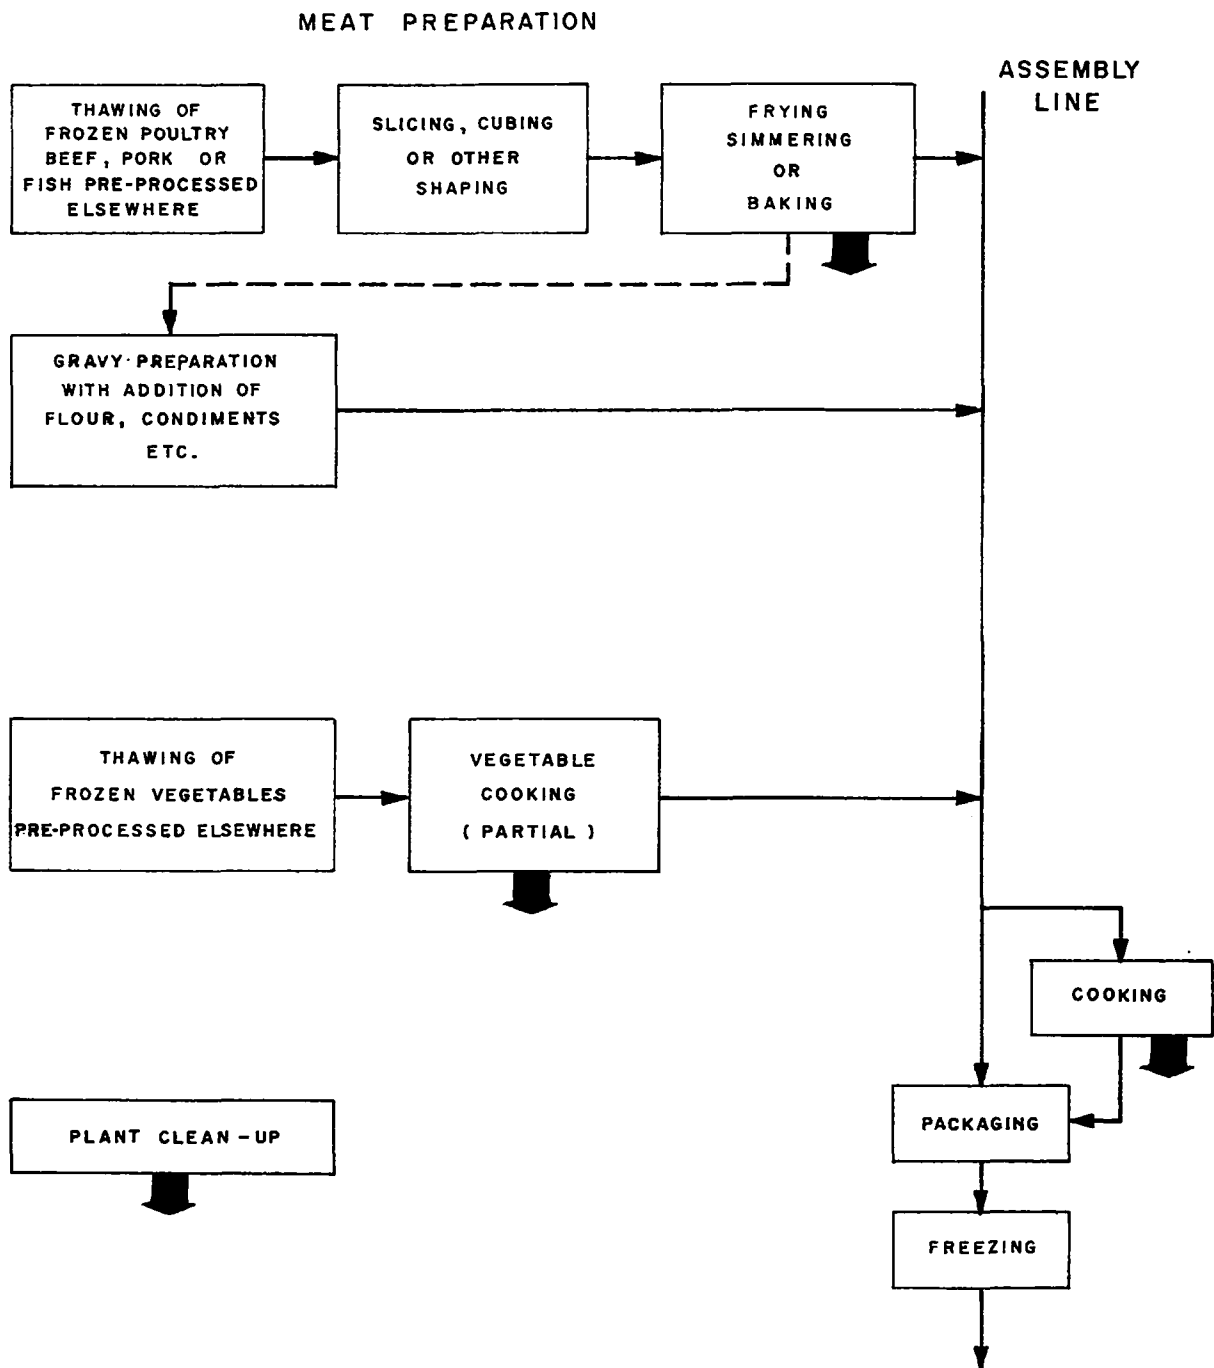 MEAT PREPARATION
ASSEMBLY
LINE
THAWING OF
FROZEN POULTRY
BEEF, PORK OR
FISH PRE-PROCESSED
ELSEWHERE
SLICING, CUBING
OR OTHER
SHAPING
FRYING
SIMMERING
OR
BAKING
GRAVY PREPARATION
WITH ADDITION OF
FLOUR, CONDIMENTS
ETC.
THAWING OF
FROZEN VEGETABLES
PRE-PROCESSED ELSEWHERE
VEGETABLE
COOKING
( PARTIAL )
COOKING
PACKAGING
PLANT CLEAN-UP
FREEZING